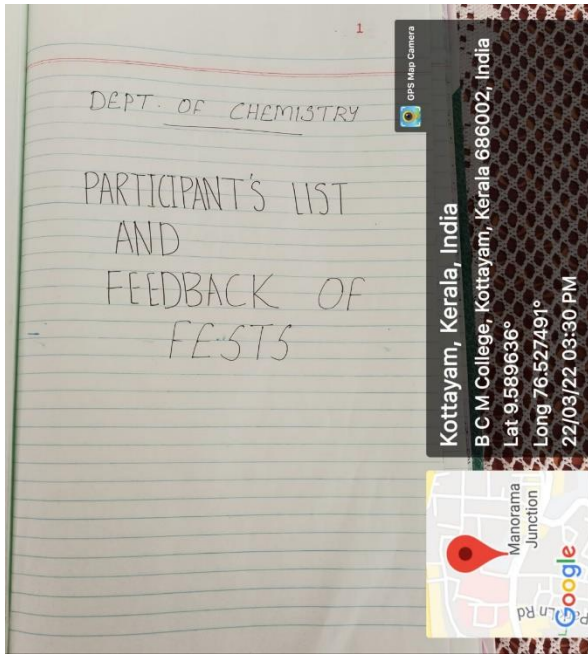 1
DEPT. OF CHEMISTRY
PARTICIPANT'S LIST
AND
FEEDBACK OF
FESTS
GPS Map Camera
Kottayam, Kerala, India
B C M College, Kottayam, Kerala 686002, India
Lat 9.589636°
Long 76.527491°
22/03/22 03:30 PM
Manorama
Junction
Google